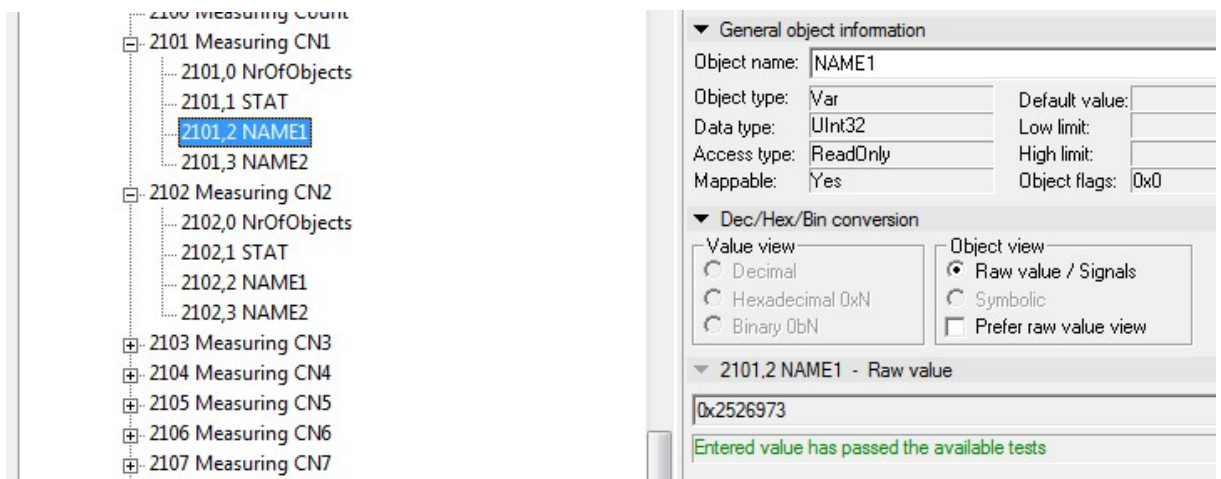 2100 Measuring Count
2101 Measuring CN1
2101,0 NrOfObjects
2101,1 STAT
2101,2 NAME1
2101,3 NAME2
2102 Measuring CN2
2102,0 NrOfObjects
2102,1 STAT
2102,2 NAME1
2102,3 NAME2
2103 Measuring CN3
2104 Measuring CN4
2105 Measuring CN5
2106 Measuring CN6
2107 Measuring CN7
General object information
Object name: NAME1
Object type: Var Default value:
Data type: UInt32 Low limit:
Access type: ReadOnly High limit:
Mappable: Yes Object flags: 0x0
Dec/Hex/Bin conversion
Value view
Decimal
Hexadecimal 0xN
Binary 0bN
Object view
Raw value / Signals
Symbolic
Prefer raw value view
2101,2 NAME1 - Raw value
0x2526973
Entered value has passed the available tests